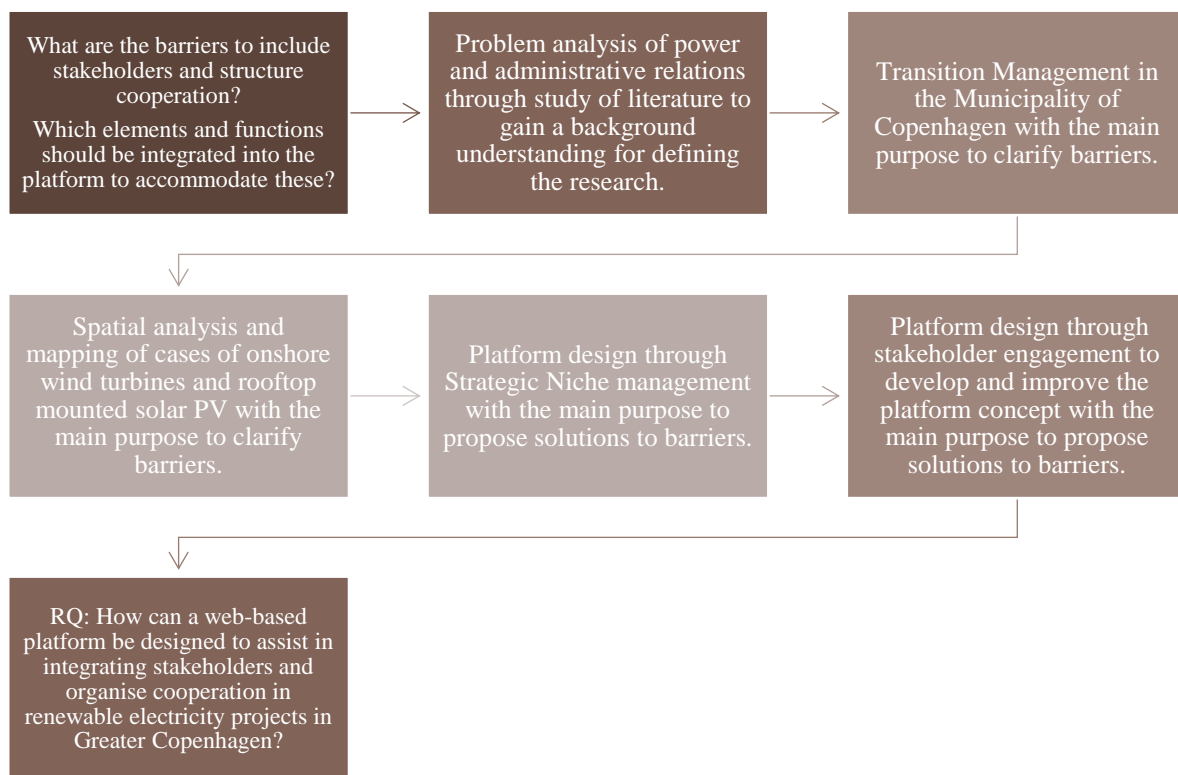 What are the barriers to include
stakeholders and structure
cooperation?
Which elements and functions
should be integrated into the
platform to accommodate these?
Problem analysis of power
and administrative relations
through study of literature to
gain a background
understanding for defining
the research.
Transition Management in
the Municipality of
Copenhagen with the main
purpose to clarify barriers.
Spatial analysis and
mapping of cases of onshore
wind turbines and rooftop
mounted solar PV with the
main purpose to clarify
barriers.
Platform design through
Strategic Niche management
with the main purpose to
propose solutions to barriers.
Platform design through
stakeholder engagement to
develop and improve the
platform concept with the
main purpose to propose
solutions to barriers.
RQ: How can a web-based
platform be designed to assist in
integrating stakeholders and
organise cooperation in
renewable electricity projects in
Greater Copenhagen?